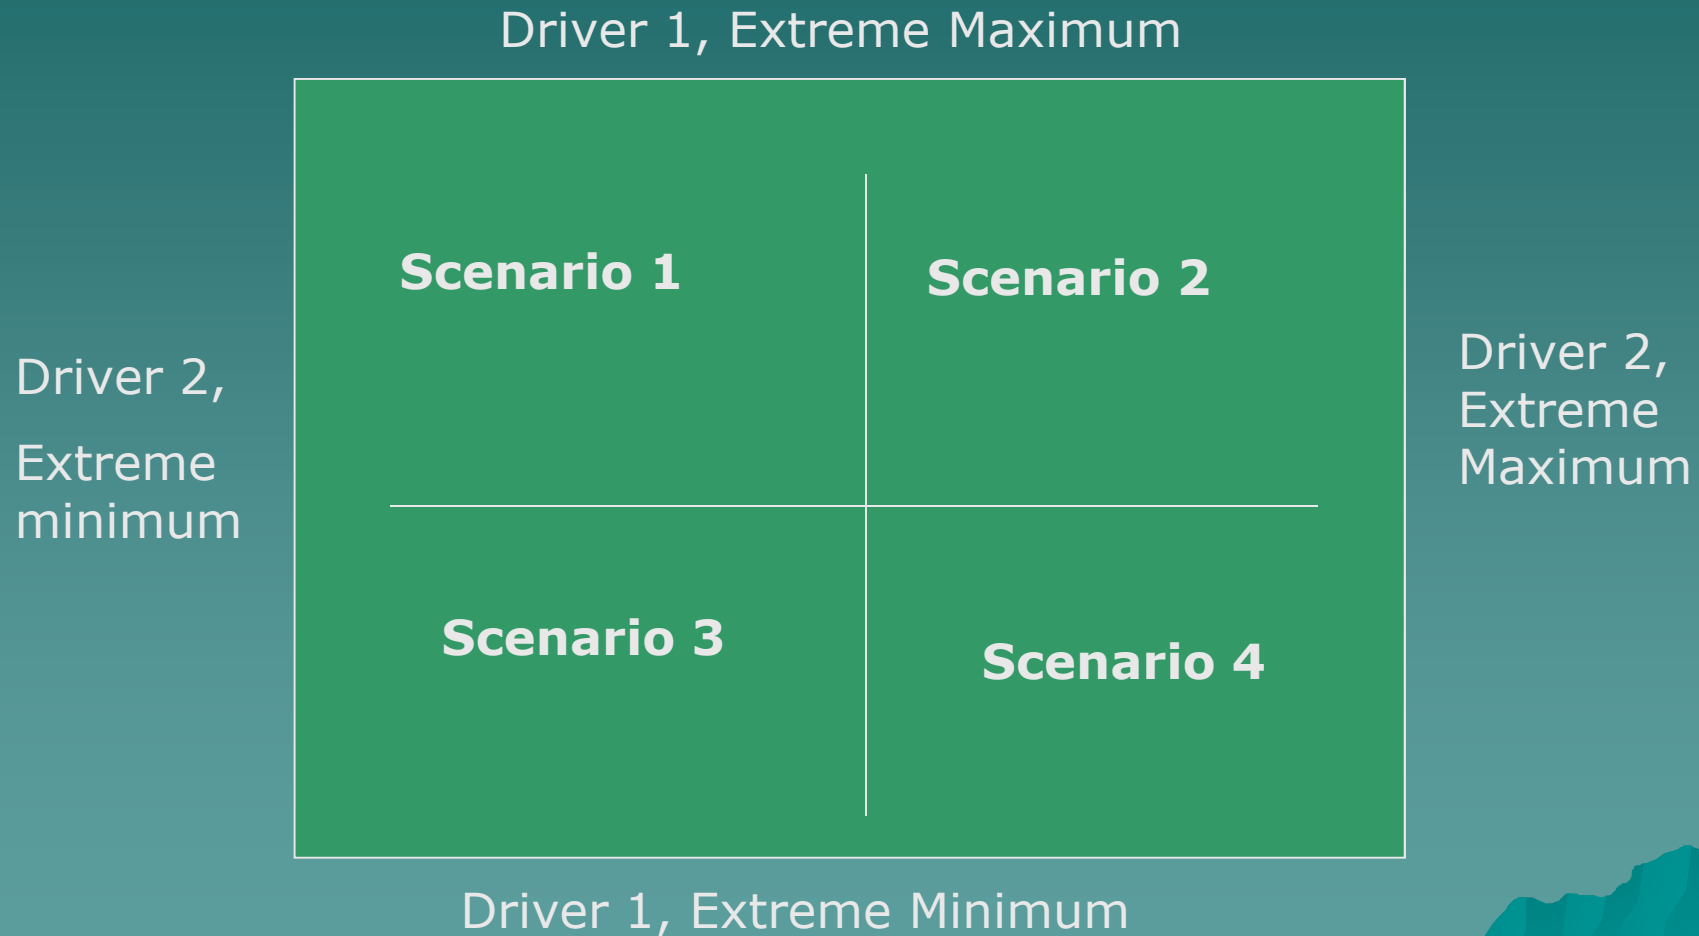 Driver 1, Extreme Maximum
Scenario 1
Scenario 2
Driver 2,
Extreme
minimum
Driver 2,
Extreme
Maximum
Scenario 3
Scenario 4
Driver 1, Extreme Minimum